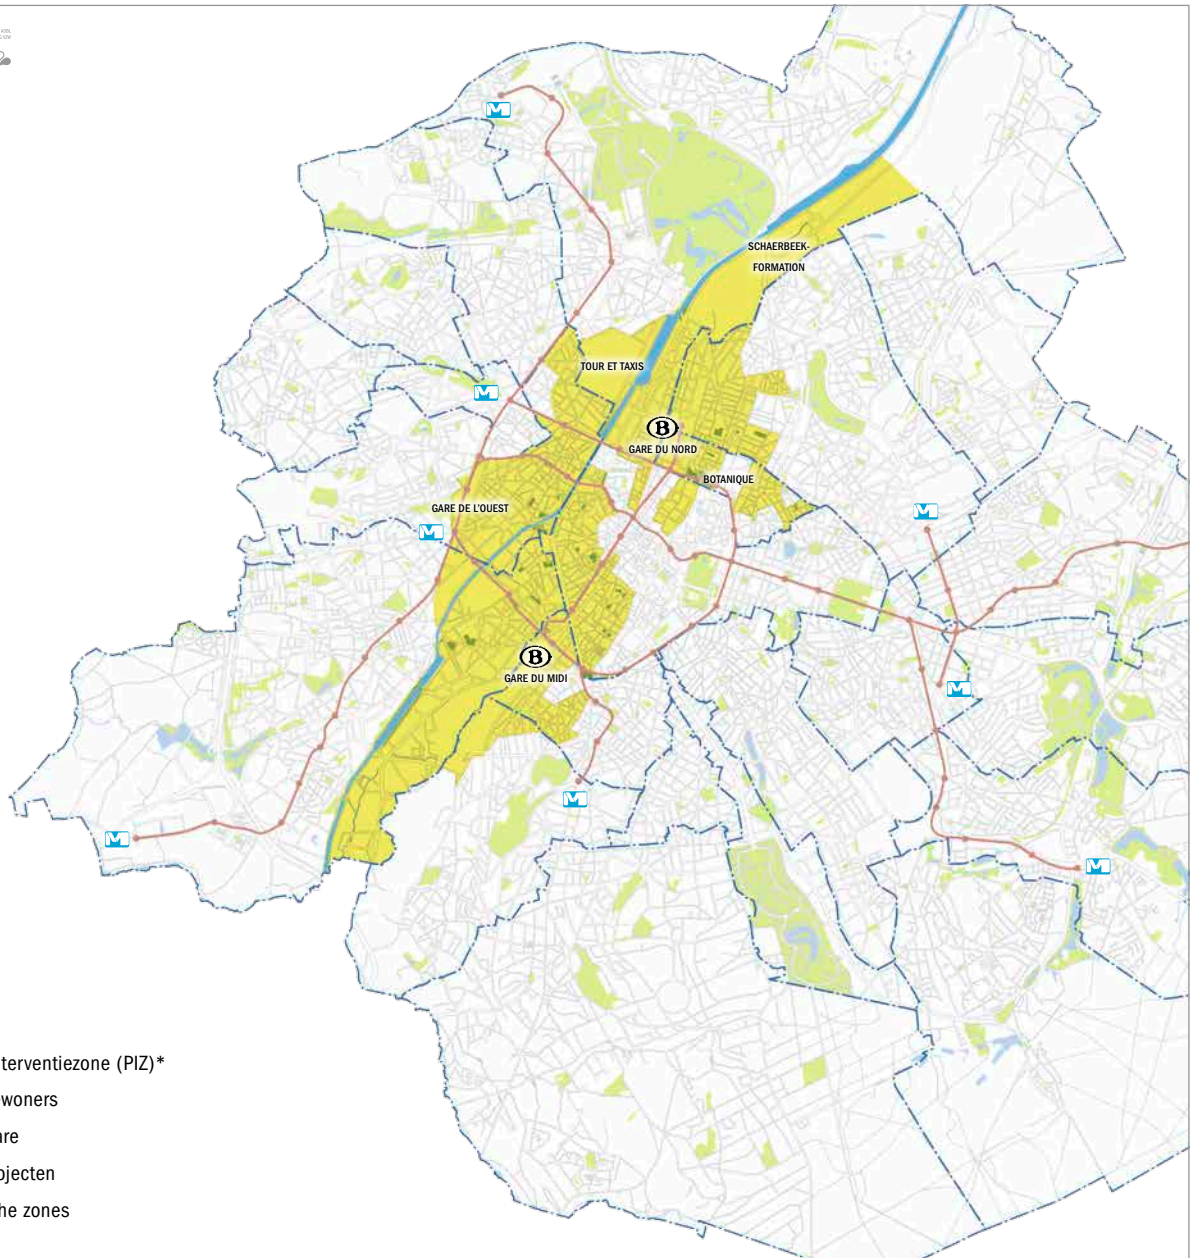 SCHAERBEEK-
FORMATION
TOUR ET TAXIS
B
GARE DU NORD
BOTANIQUE
GARE DE L'OUEST
B
GARE DU MIDI
M
M
M
M
M
M
M
M
terventiezone (PIZ)*
woners
are
ojecten
he zones